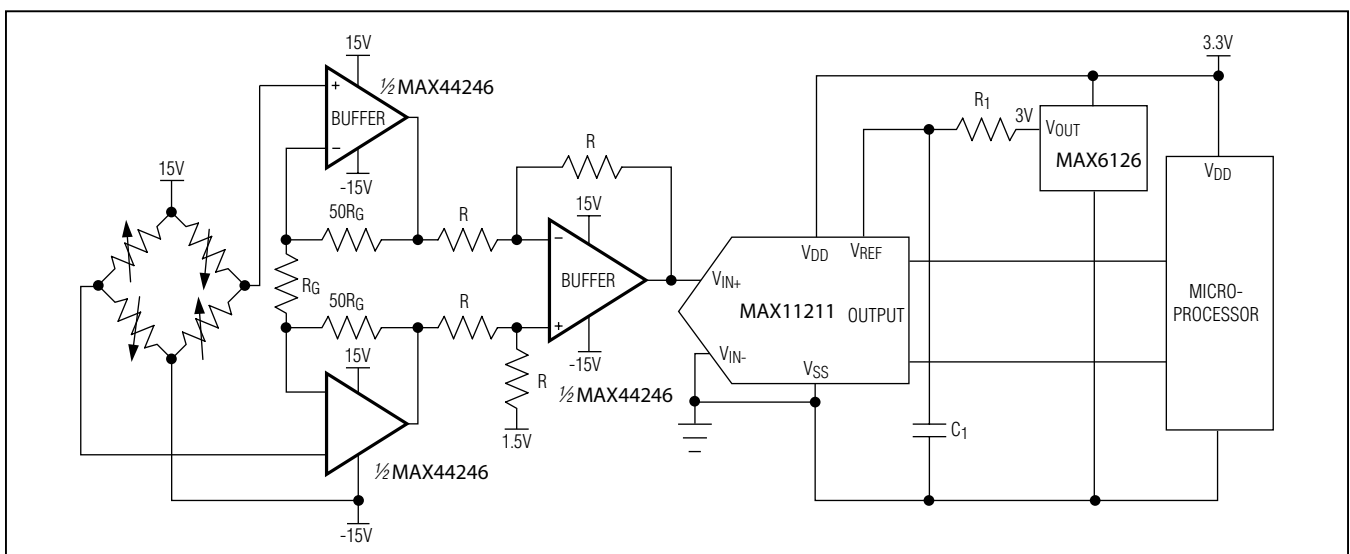 15V
½MAX44246
+
BUFFER
−
-15V
15V
50RG
R
R
15V
−
BUFFER
+
-15V
½MAX44246
RG
50RG
R
R
1.5V
15V
½MAX44246
-15V
3.3V
R1
3V
VOUT
MAX6126
VDD
VREF
VIN+
MAX11211
OUTPUT
VIN-
VSS
C1
VDD
MICRO-
PROCESSOR